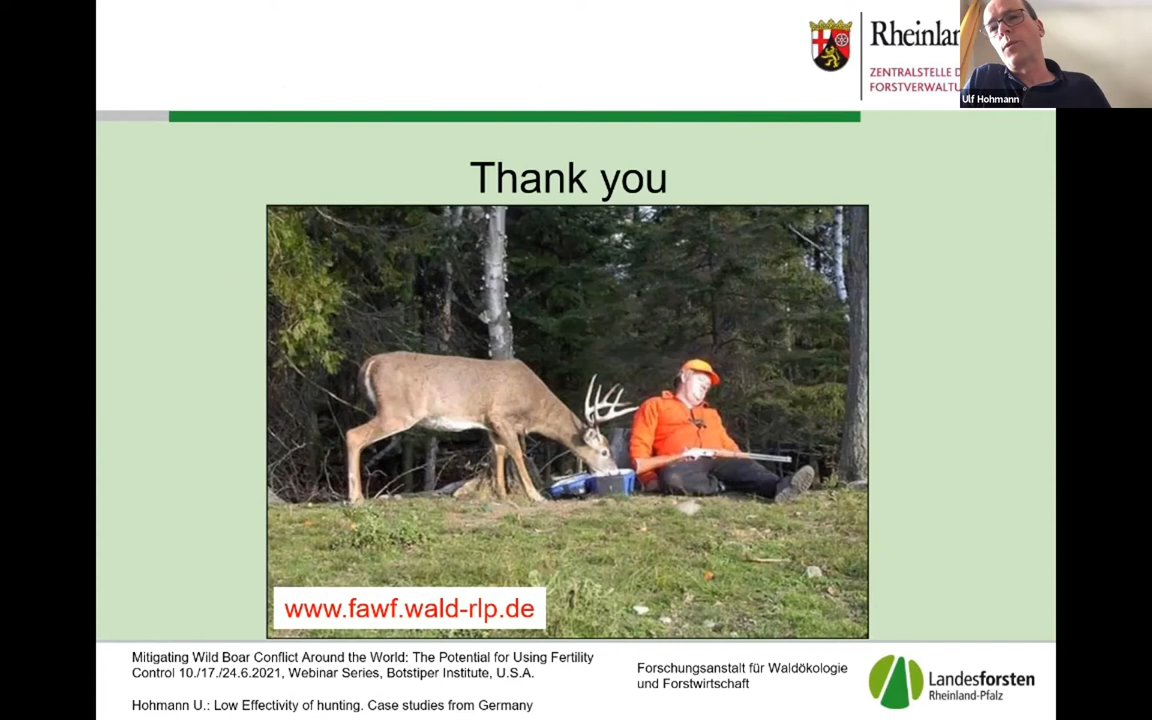 Rheinlan
ZENTRALSTELLE D
FORSTVERWALTU
Ulf Hohmann
Thank you
www.fawf.wald-rlp.de
Mitigating Wild Boar Conflict Around the World: The Potential for Using Fertility
Control 10./17./24.6.2021, Webinar Series, Botstiper Institute, U.S.A.
Hohmann U.: Low Effectivity of hunting. Case studies from Germany
Forschungsanstalt für Waldökologie
und Forstwirtschaft
Landesforsten
Rheinland-Pfalz